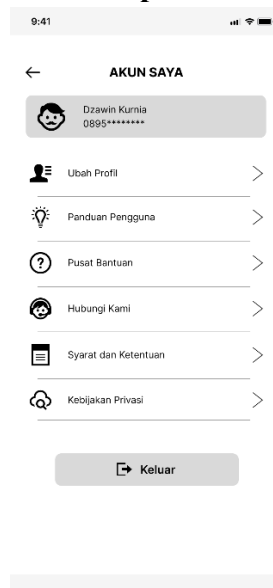 9:41
AKUN SAYA
Dzawin Kurnia
0895********
Ubah Profil
Panduan Pengguna
Pusat Bantuan
Hubungi Kami
Syarat dan Ketentuan
Kebijakan Privasi
Keluar